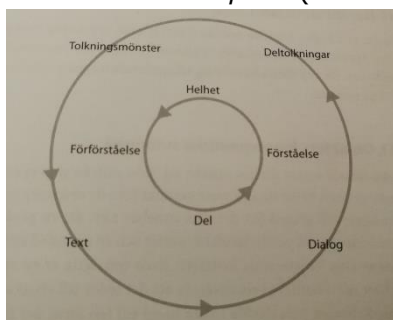 Tolkningsmönster
Deltolkningar
Helhet
Förförståelse
Förståelse
Del
Text
Dialog